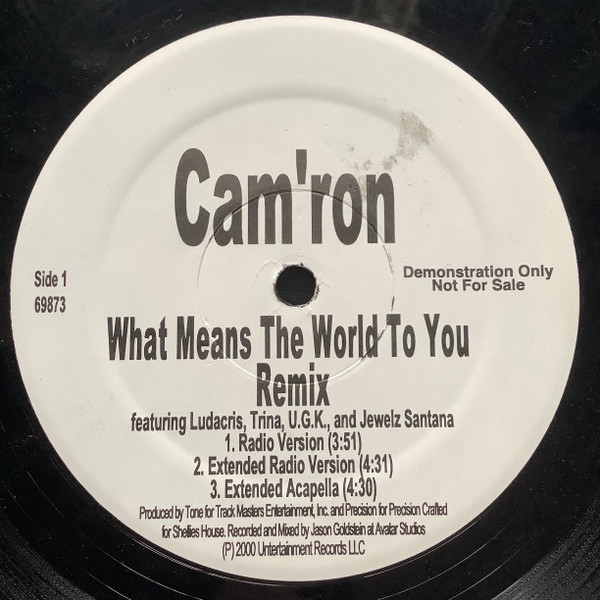 Cam'ron
Side 1
69873
Demonstration Only
Not For Sale
What Means The World To You
Remix
featuring Ludacris, Trina, U.G.K., and Jewelz Santana
1. Radio Version (3:51)
2. Extended Radio Version (4:31)
3. Extended Acapella (4:30)
Produced by Tone for Track Masters Entertainment, Inc. and Precision for Precision Crafted
for Shellies House. Recorded and Mixed by Jason Goldstein at Avatar Studios
(P) 2000 Untertainment Records LLC